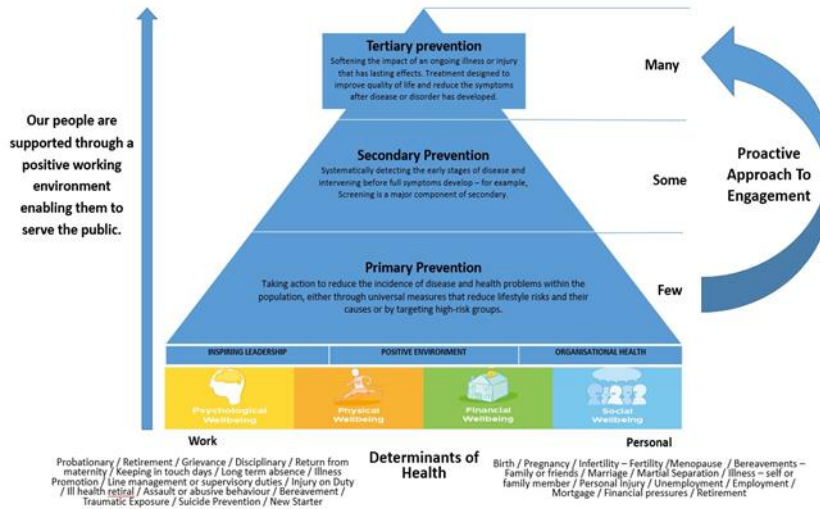 Tertiary prevention
Softening the impact of an ongoing illness or injury
that has lasting effects. Treatment designed to
improve quality of life and reduce the symptoms
after disease or disorder has developed.
Many
Our people are
supported through a
positive working
environment
enabling them to
serve the public.
Secondary Prevention
Systematically detecting the early stages of disease and
intervening before full symptoms develop – for example,
Screening is a major component of secondary.
Some
Proactive
Approach To
Engagement
Primary Prevention
Taking action to reduce the incidence of disease and health problems within the
population, either through universal measures that reduce lifestyle risks and their
causes or by targeting high-risk groups.
Few
INSPIRING LEADERSHIP
POSITIVE ENVIRONMENT
ORGANISATIONAL HEALTH
Psychological
Wellbeing
Physical
Wellbeing
Financial
Wellbeing
Social
Wellbeing
Work
Probationary / Retirement / Grievance / Disciplinary / Return from
maternity / Keeping in touch days / Long term absence / Illness
Promotion / Line management or supervisory duties / Injury on Duty
/ Ill health retiral / Assault or abusive behaviour / Bereavement /
Traumatic Exposure / Suicide Prevention / New Starter
Determinants of
Health
Personal
Birth / Pregnancy / Infertility – Fertility /Menopause / Bereavements –
Family or friends / Marriage / Martial Separation / Illness – self or
family member / Personal Injury / Unemployment / Employment /
Mortgage / Financial pressures / Retirement